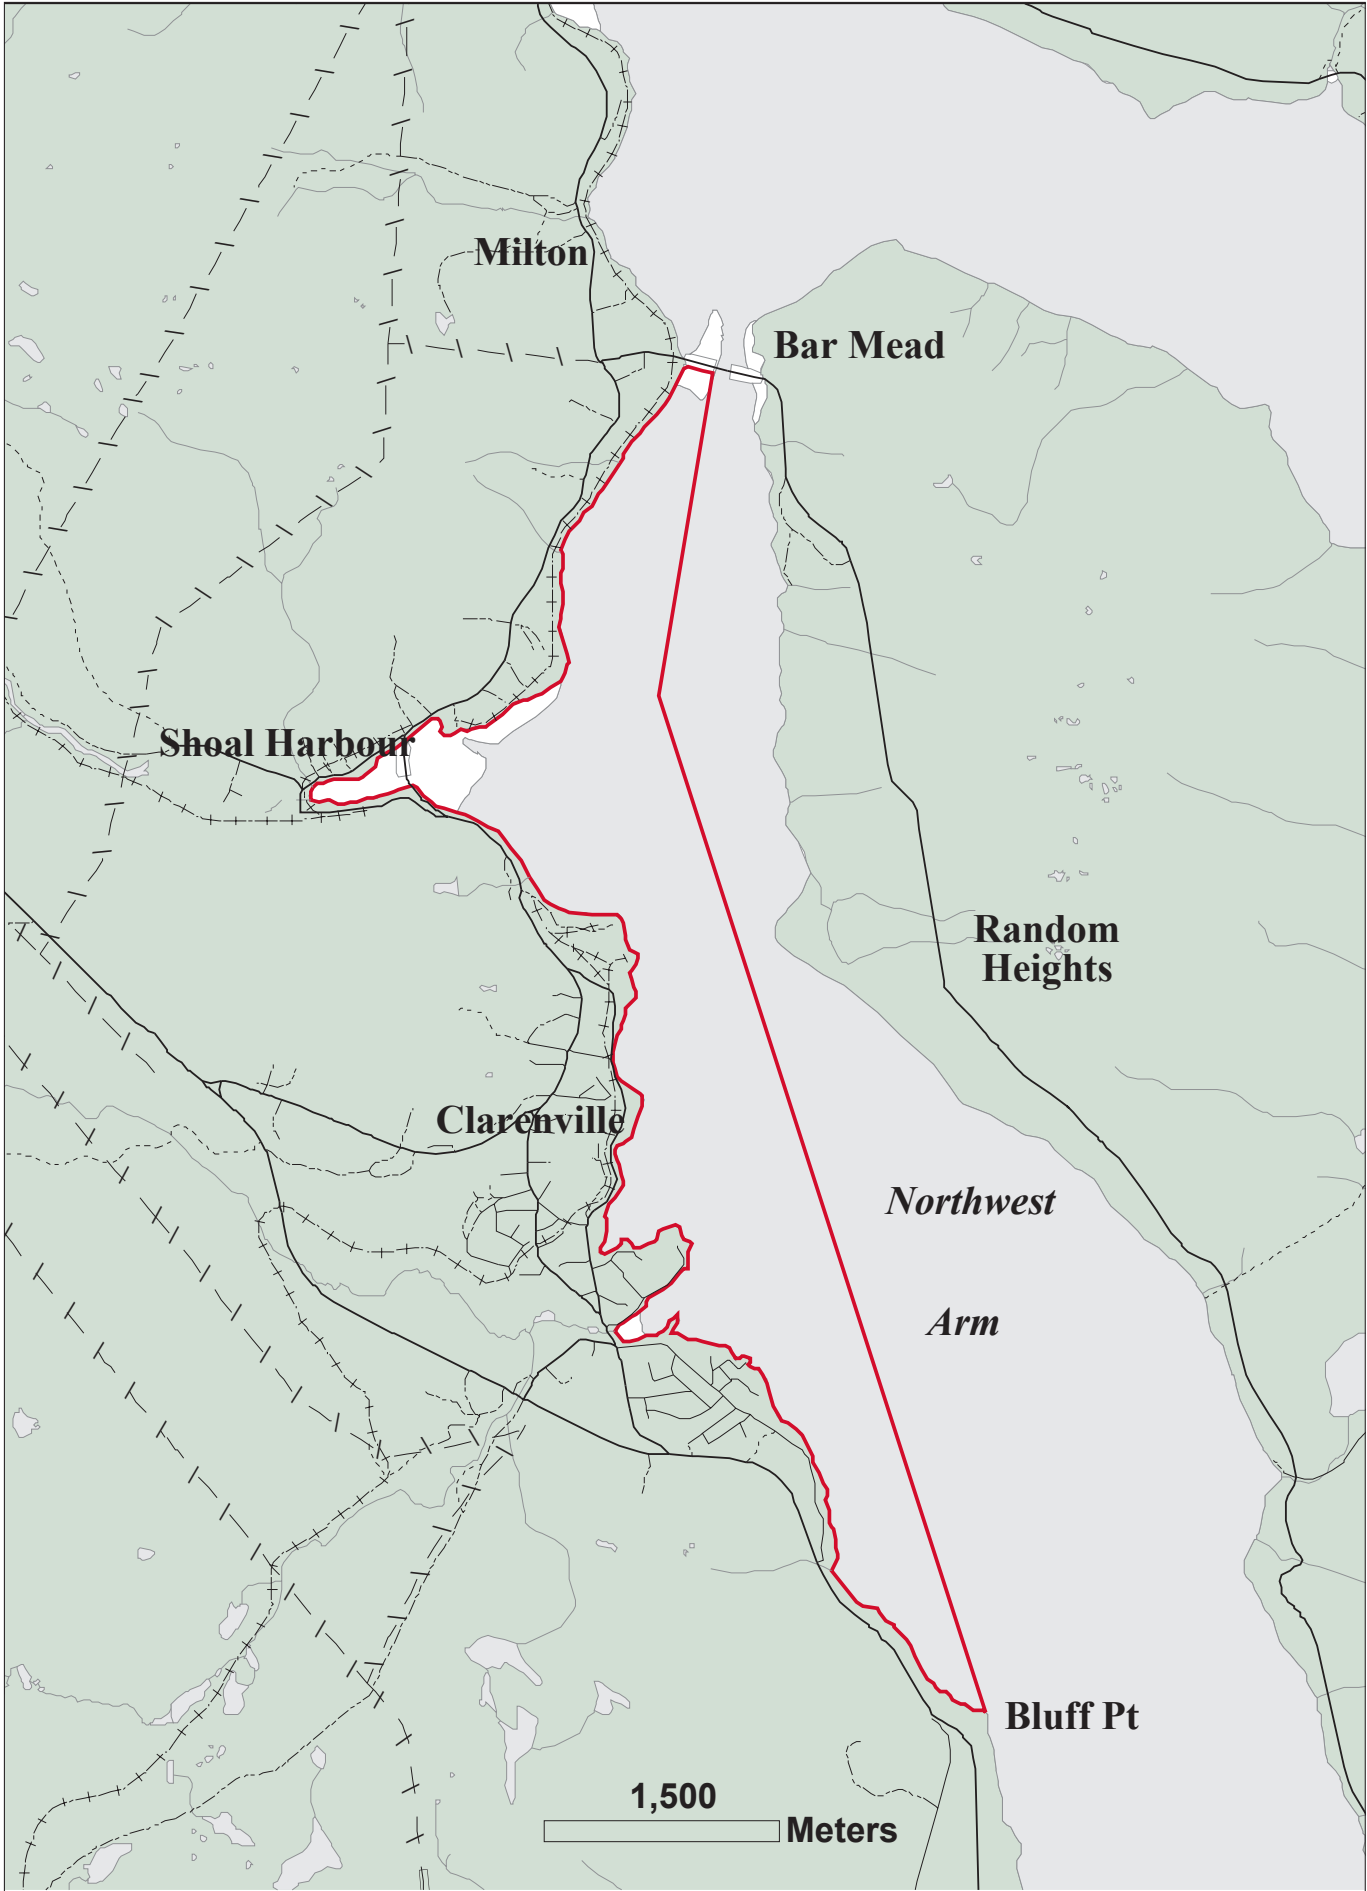 Milton
Bar Mead
Shoal Harbour
Random
Heights
Clarenville
Northwest
Arm
Bluff Pt
1,500
Meters